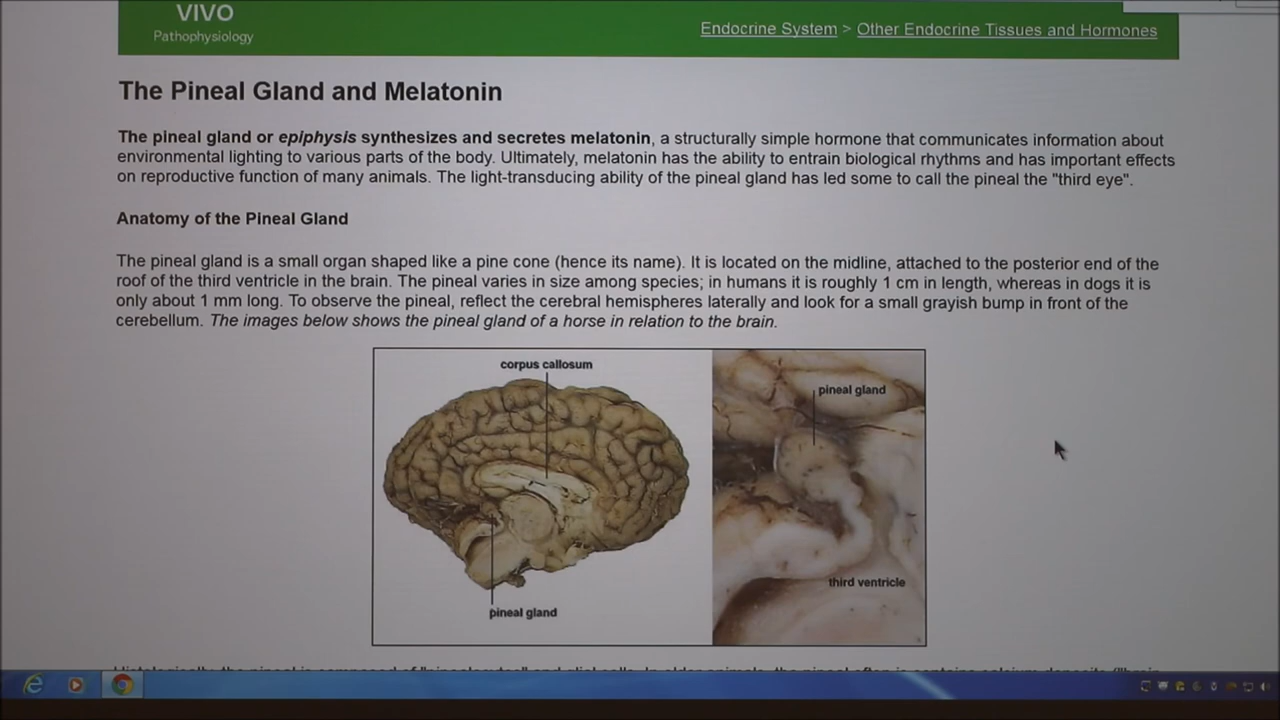 VIVO
Pathophysiology
Endocrine System > Other Endocrine Tissues and Hormones
The Pineal Gland and Melatonin
The pineal gland or epiphysis synthesizes and secretes melatonin, a structurally simple hormone that communicates information about
environmental lighting to various parts of the body. Ultimately, melatonin has the ability to entrain biological rhythms and has important effects
on reproductive function of many animals. The light-transducing ability of the pineal gland has led some to call the pineal the "third eye".
Anatomy of the Pineal Gland
The pineal gland is a small organ shaped like a pine cone (hence its name). It is located on the midline, attached to the posterior end of the
roof of the third ventricle in the brain. The pineal varies in size among species; in humans it is roughly 1 cm in length, whereas in dogs it is
only about 1 mm long. To observe the pineal, reflect the cerebral hemispheres laterally and look for a small grayish bump in front of the
cerebellum. The images below shows the pineal gland of a horse in relation to the brain.
corpus callosum
pineal gland
pineal gland
third ventricle